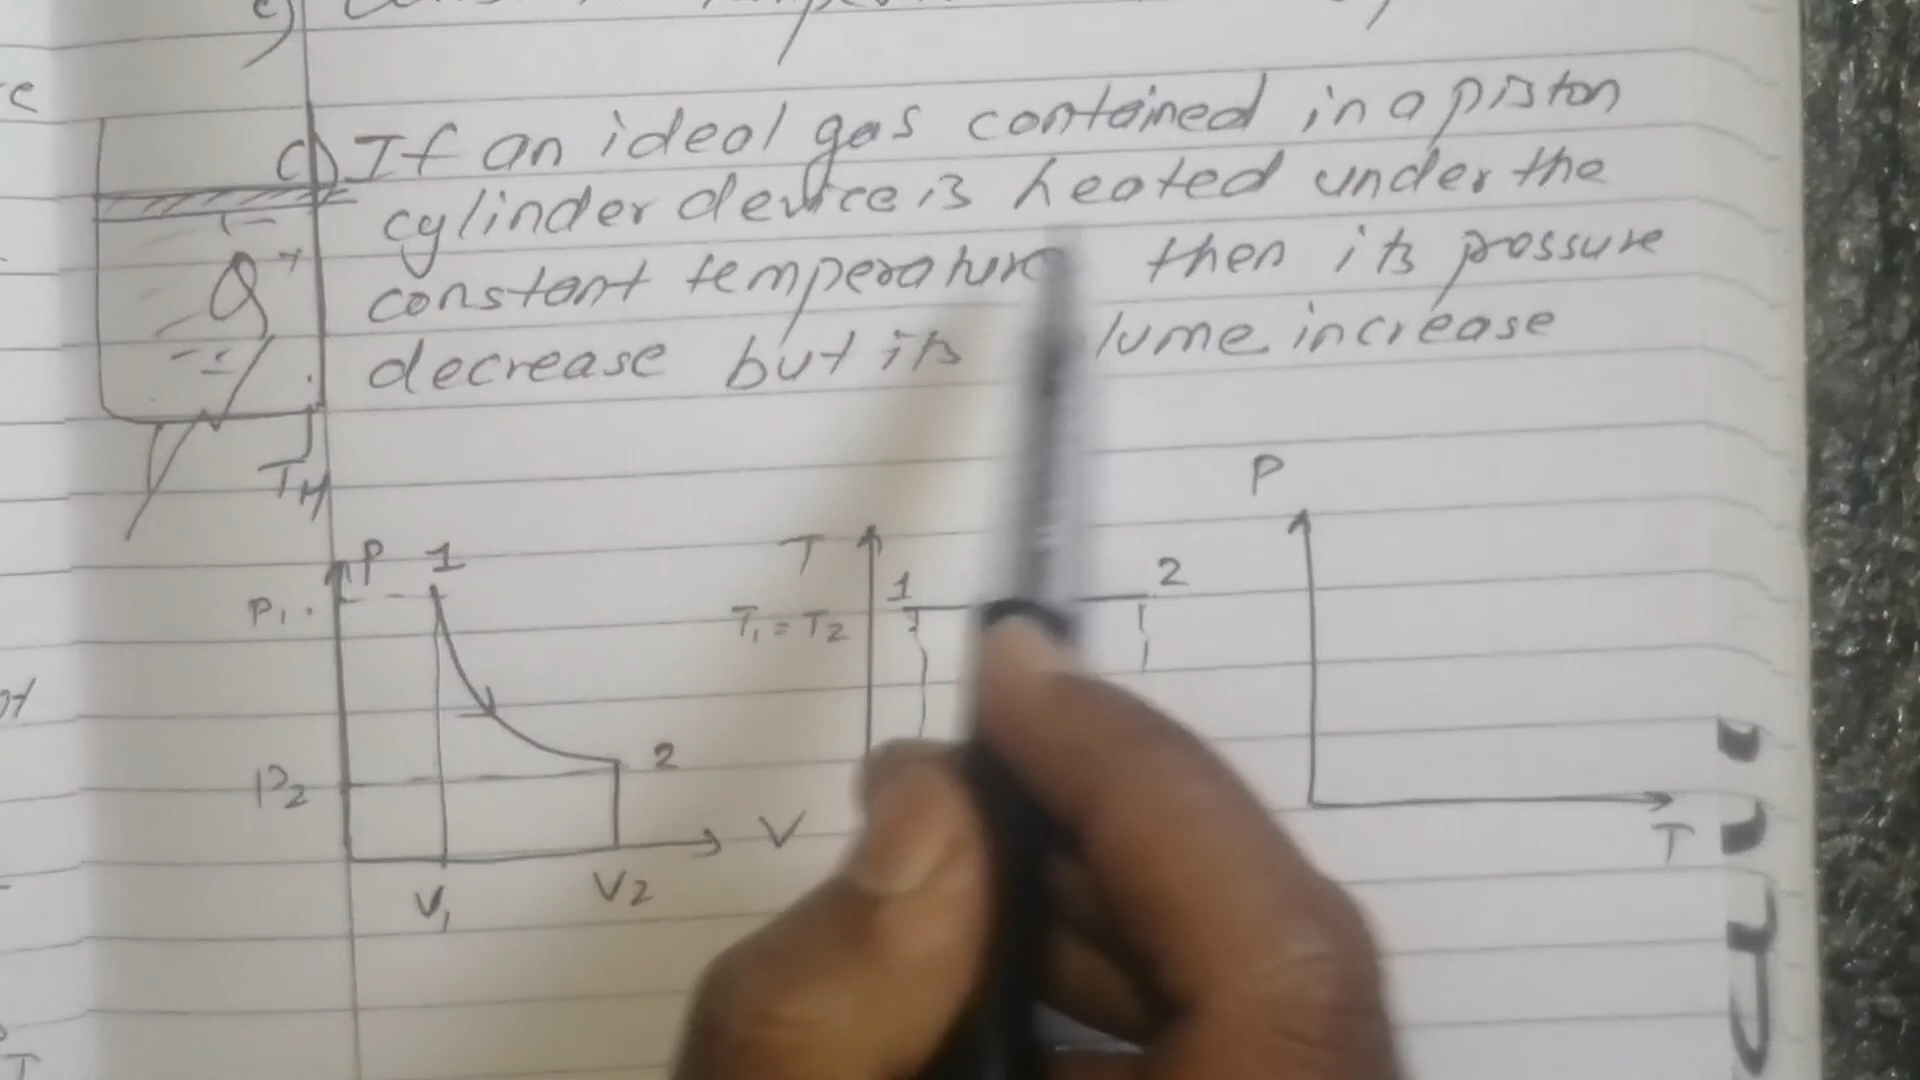 c) If an ideal gas contained in a piston
cylinder device is heated under the
constant temperature then its pressure
decrease but its lume increase
Q+
TH
P 1
P1
P2
2
V
V1 V2
T
1 2
T1 = T2
P
T